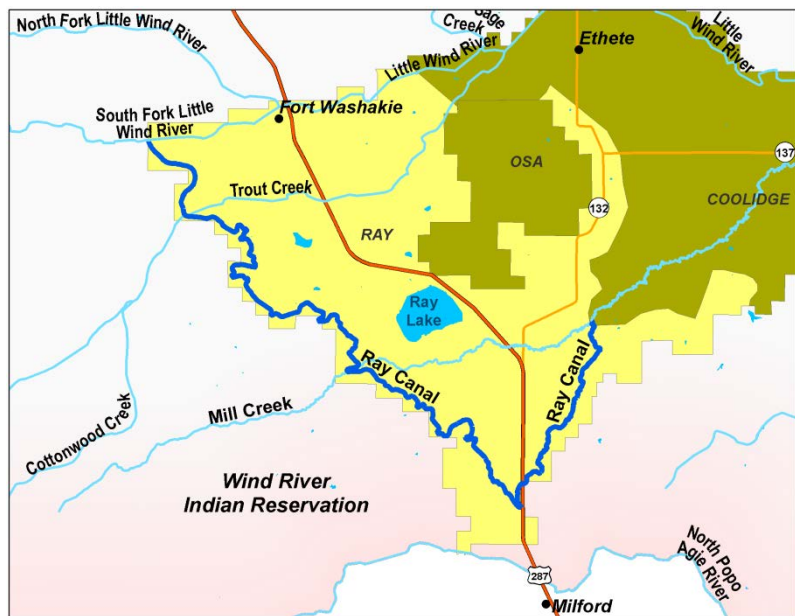 North Fork Little
Wind River
Sage
Creek
Little Wind River
Ethete
Little
Wind River
South Fork Little
Wind River
Fort Washakie
OSA
137
Trout Creek
132
COOLIDGE
RAY
Ray
Lake
Ray Canal
Ray Canal
Mill Creek
Cottonwood Creek
Wind River
Indian Reservation
North Popo
Agie River
287
Milford